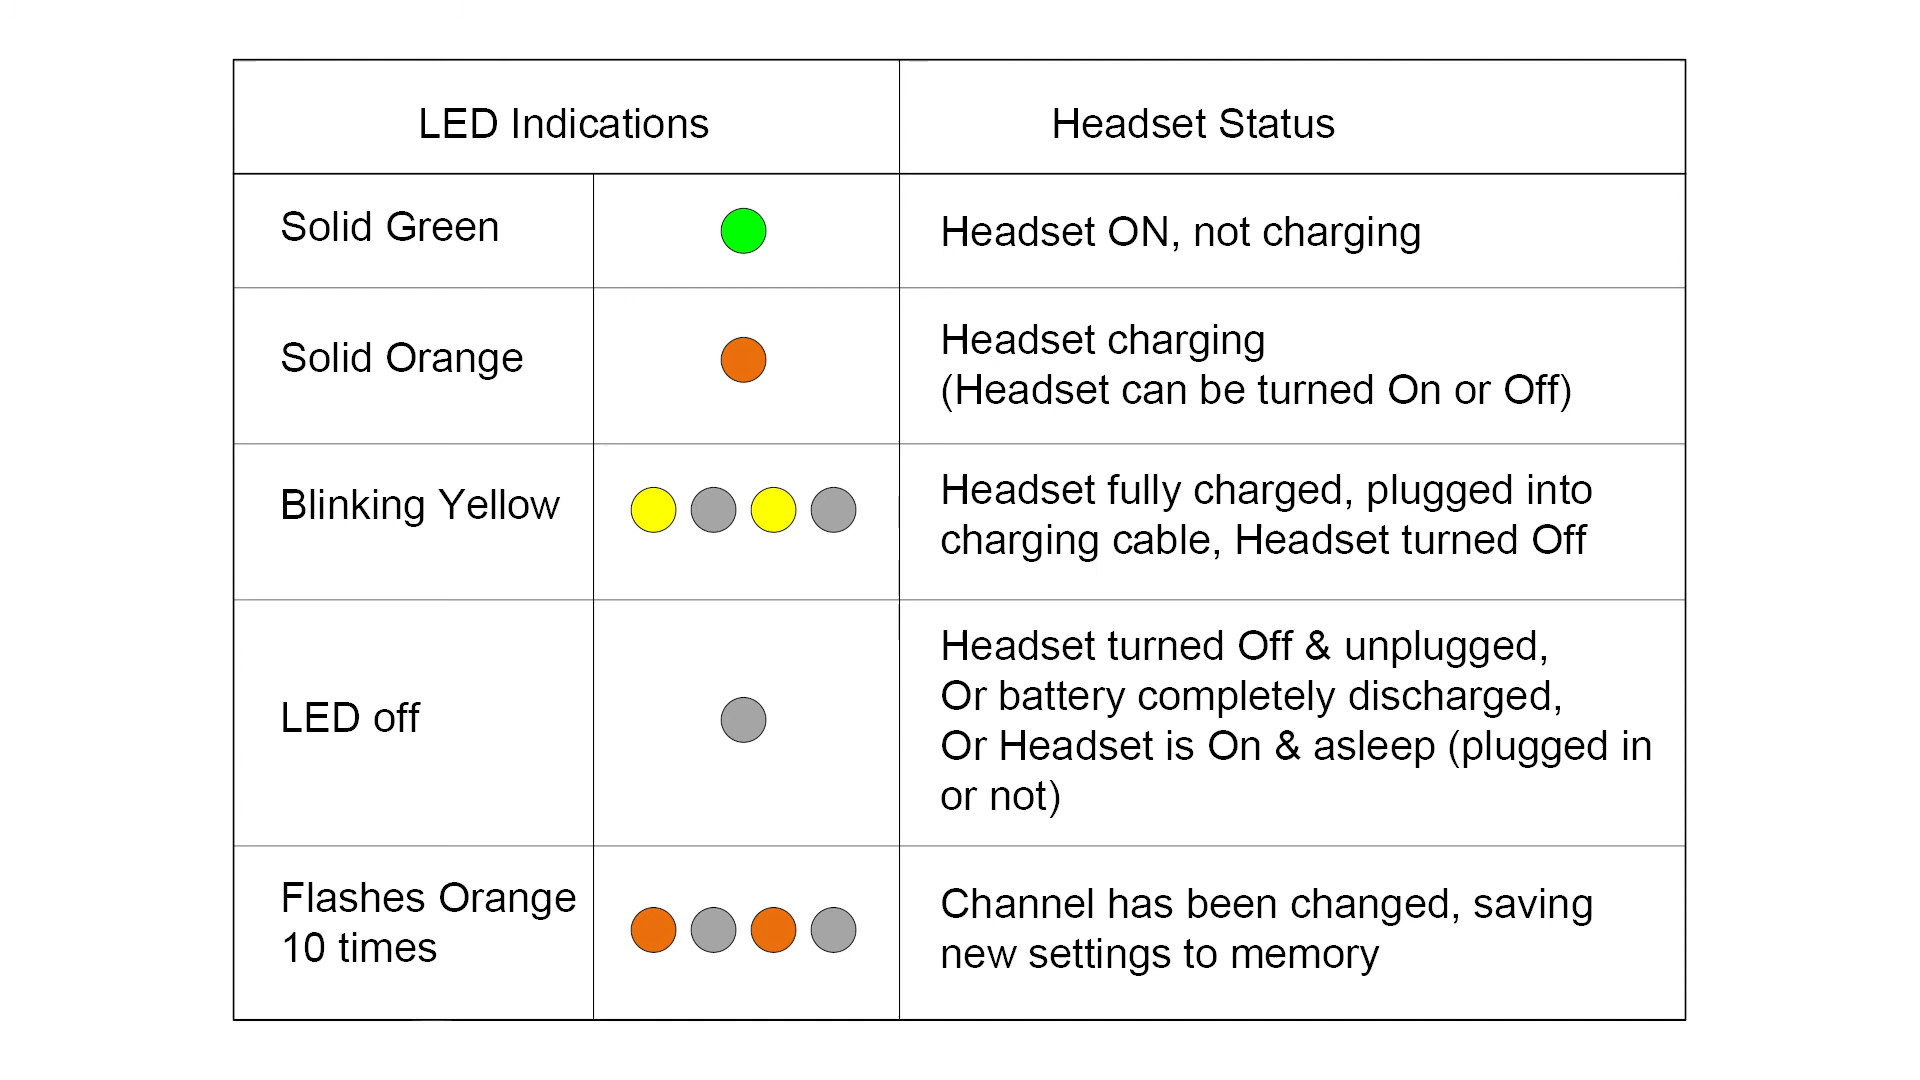 LED Indications
Headset Status
Solid Green
Headset ON, not charging
Solid Orange
Headset charging
(Headset can be turned On or Off)
Blinking Yellow
Headset fully charged, plugged into
charging cable, Headset turned Off
LED off
Headset turned Off & unplugged,
Or battery completely discharged,
Or Headset is On & asleep (plugged in
or not)
Flashes Orange
10 times
Channel has been changed, saving
new settings to memory